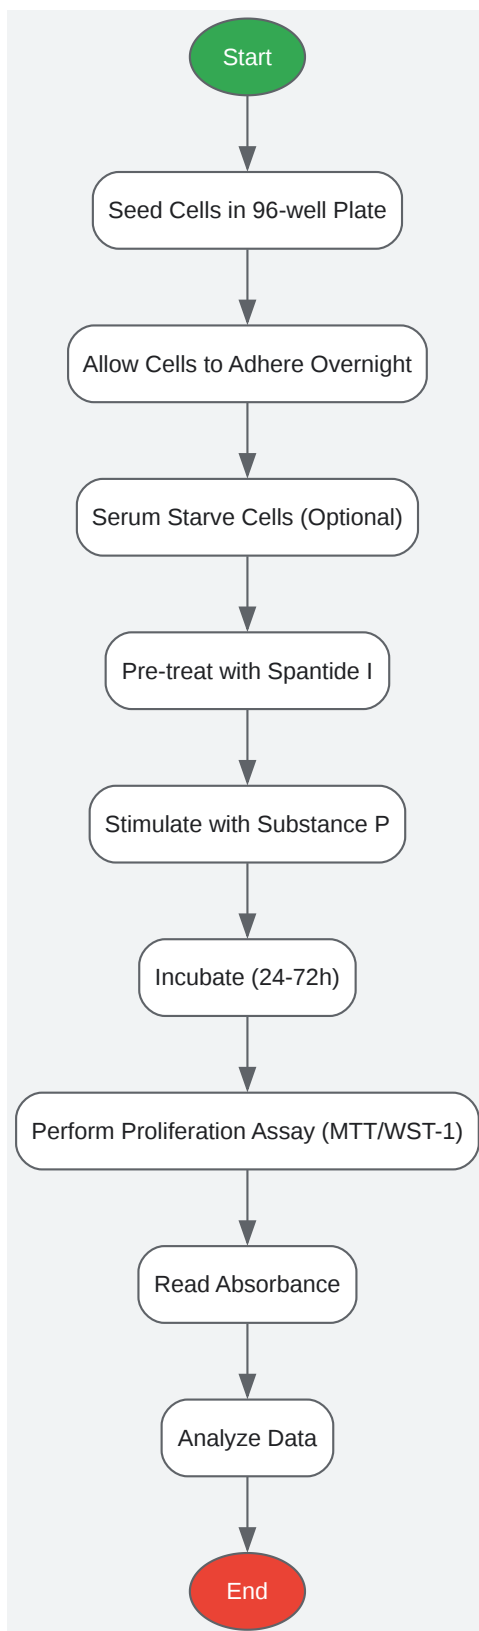 Start
Seed Cells in 96-well Plate
Allow Cells to Adhere Overnight
Serum Starve Cells (Optional)
Pre-treat with Spantide I
Stimulate with Substance P
Incubate (24-72h)
Perform Proliferation Assay (MTT/WST-1)
Read Absorbance
Analyze Data
End